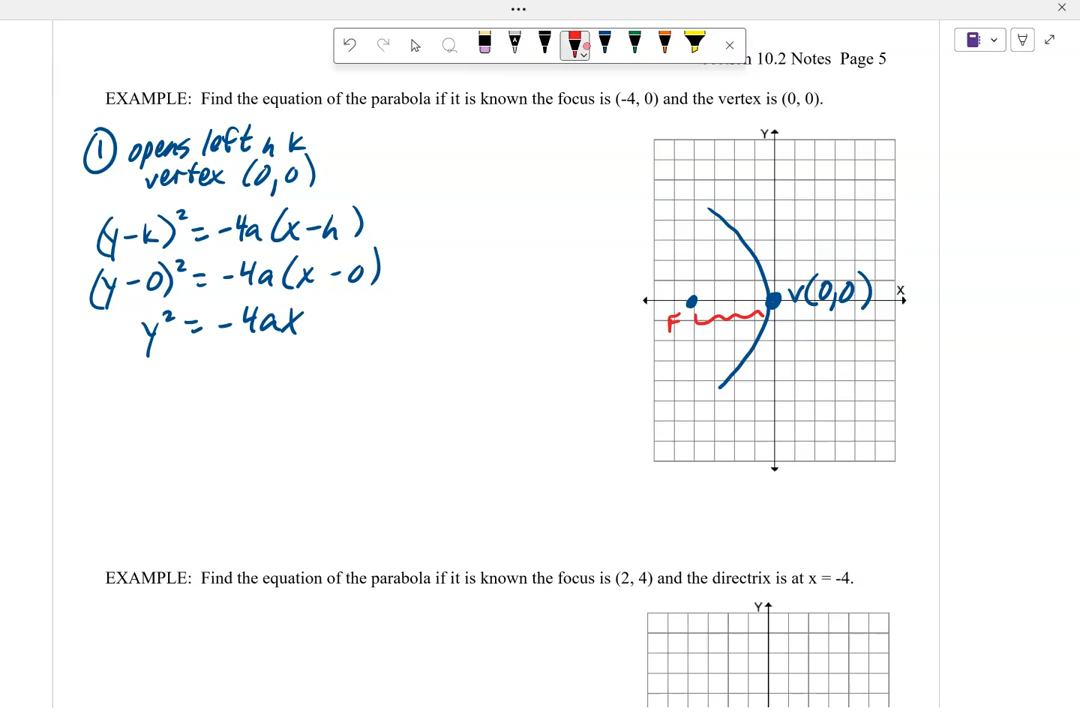 10.2 Notes Page 5
EXAMPLE: Find the equation of the parabola if it is known the focus is (-4, 0) and the vertex is (0, 0).
① opens left h k
vertex (0,0)
(y-k)² = -4a(x-h)
(y-0)² = -4a(x-0)
y² = -4ax
Y
X
V(0,0)
F
EXAMPLE: Find the equation of the parabola if it is known the focus is (2, 4) and the directrix is at x = -4.
Y